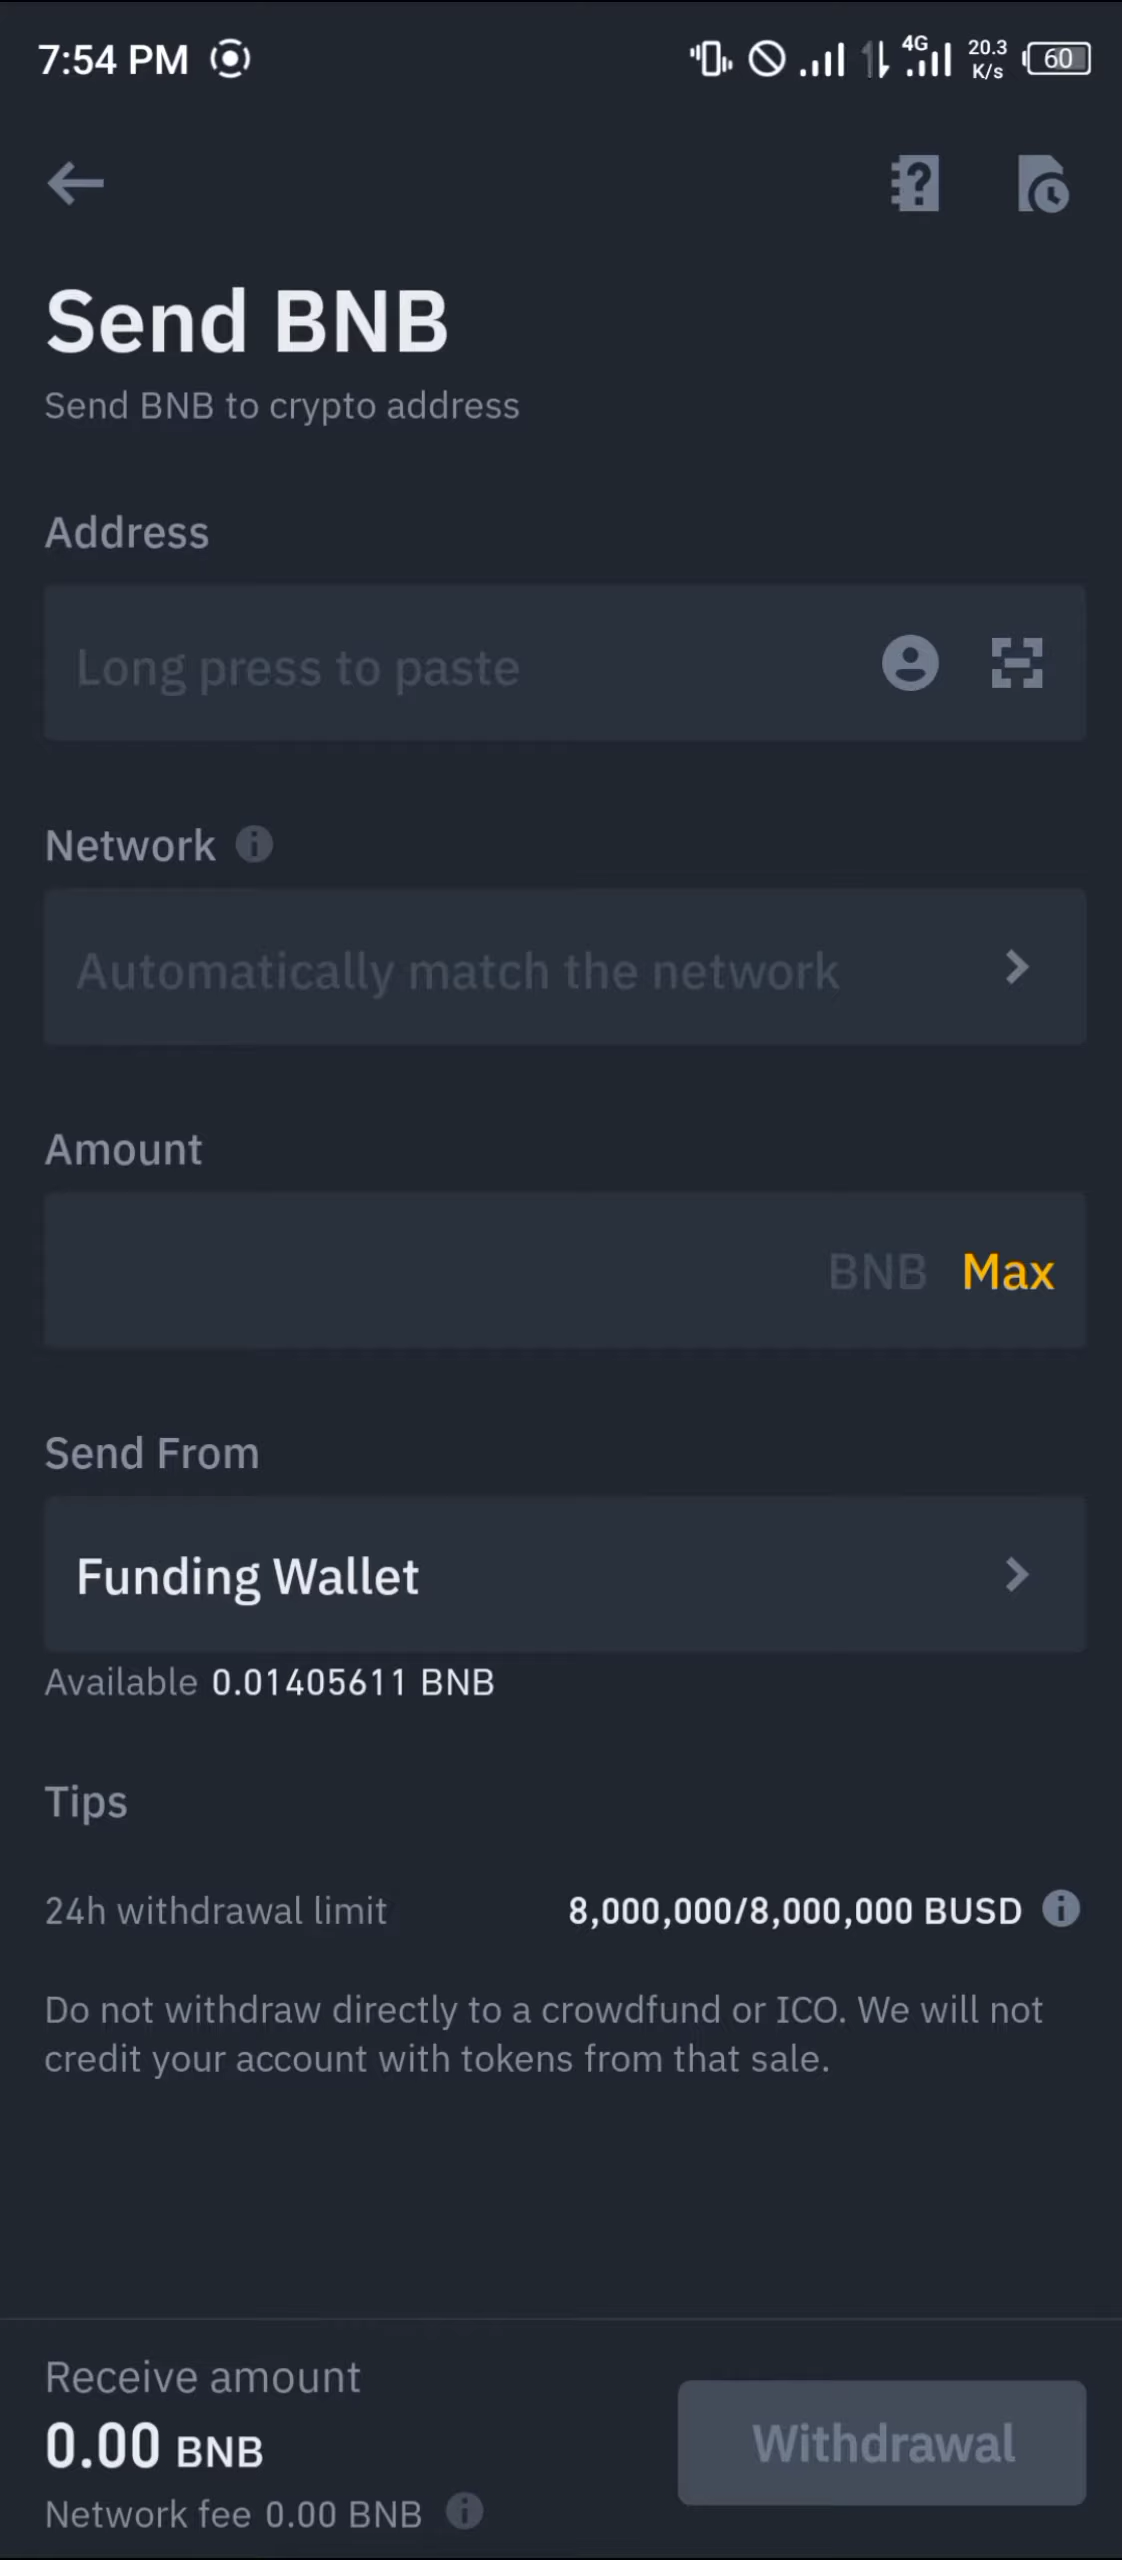 7:54 PM 4G 20.3 K/s 60
Send BNB
Send BNB to crypto address
Address
Long press to paste
Network
Automatically match the network
Amount
BNB Max
Send From
Funding Wallet
Available 0.01405611 BNB
Tips
24h withdrawal limit 8,000,000/8,000,000 BUSD
Do not withdraw directly to a crowdfund or ICO. We will not
credit your account with tokens from that sale.
Receive amount
0.00 BNB
Withdrawal
Network fee 0.00 BNB